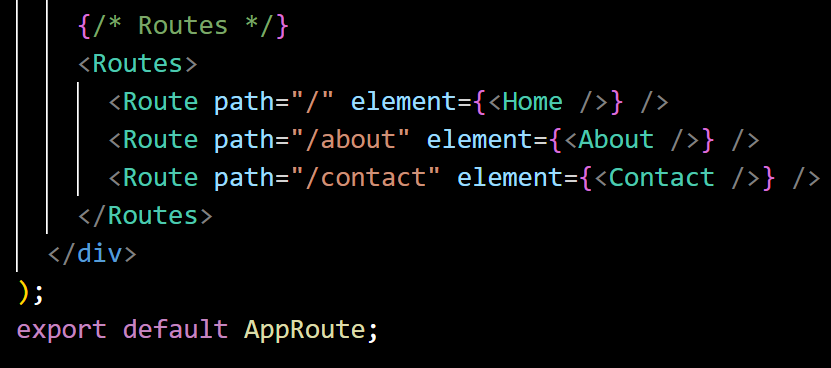 {/* Routes */}
<Routes>
<Route path="/" element={<Home />} />
<Route path="/about" element={<About />} />
<Route path="/contact" element={<Contact />} />
</Routes>
</div>
);
export default AppRoute;